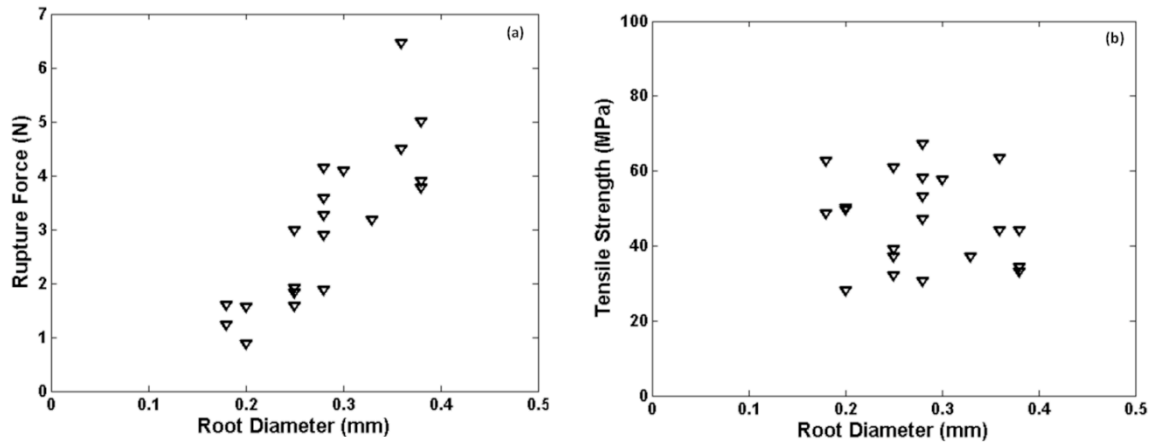 (a)
Rupture Force (N)
7
6
5
4
3
2
1
0
0 0.1 0.2 0.3 0.4 0.5
Root Diameter (mm)
(b)
Tensile Strength (MPa)
100
80
60
40
20
0
0 0.1 0.2 0.3 0.4 0.5
Root Diameter (mm)